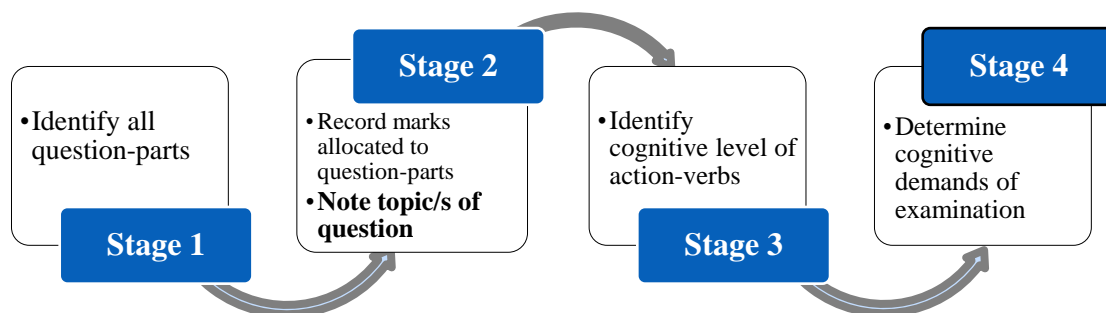 •Identify all
question-parts
Stage 1
Stage 2
•Record marks
allocated to
question-parts
•Note topic/s of
question
•Identify
cognitive level of
action-verbs
Stage 3
Stage 4
•Determine
cognitive
demands of
examination